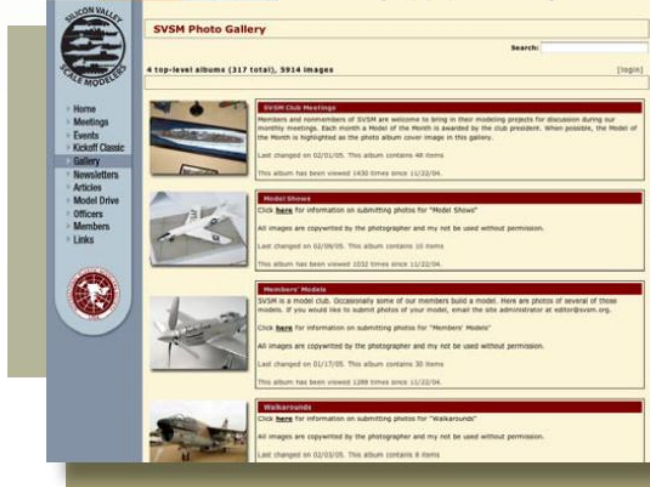 SILICON VALLEY
SCALE MODELERS
Home
Meetings
Events
Kickoff Classic
Gallery
Newsletters
Articles
Model Drive
Officers
Members
Links
SVSM Photo Gallery
Search:
4 top-level albums (317 total), 5914 images
[login]
SVSM Club Meetings
Members and nonmembers of SVSM are welcome to bring in their modeling projects for discussion during our
monthly meetings. Each month a Model of the Month is awarded by the club president. When possible, the Model of
the Month is highlighted as the photo album cover image in this gallery.
Last changed on 02/01/05. This album contains 48 items
This album has been viewed 1430 times since 11/22/04.
Model Shows
Click here for information on submitting photos for "Model Shows"
All images are copywrited by the photographer and my not be used without permission.
Last changed on 02/09/05. This album contains 10 items
This album has been viewed 1032 times since 11/22/04.
Members' Models
SVSM is a model club. Occasionally some of our members build a model. Here are photos of several of those
models. If you would like to submit photos of your model, email the site administrator at editor@svsm.org.
Click here for information on submitting photos for "Members' Models"
All images are copywrited by the photographer and my not be used without permission.
Last changed on 01/17/05. This album contains 30 items
This album has been viewed 1288 times since 11/22/04.
Walkarounds
Click here for information on submitting photos for "Walkarounds"
All images are copywrited by the photographer and my not be used without permission.
Last changed on 02/03/05. This album contains 8 items